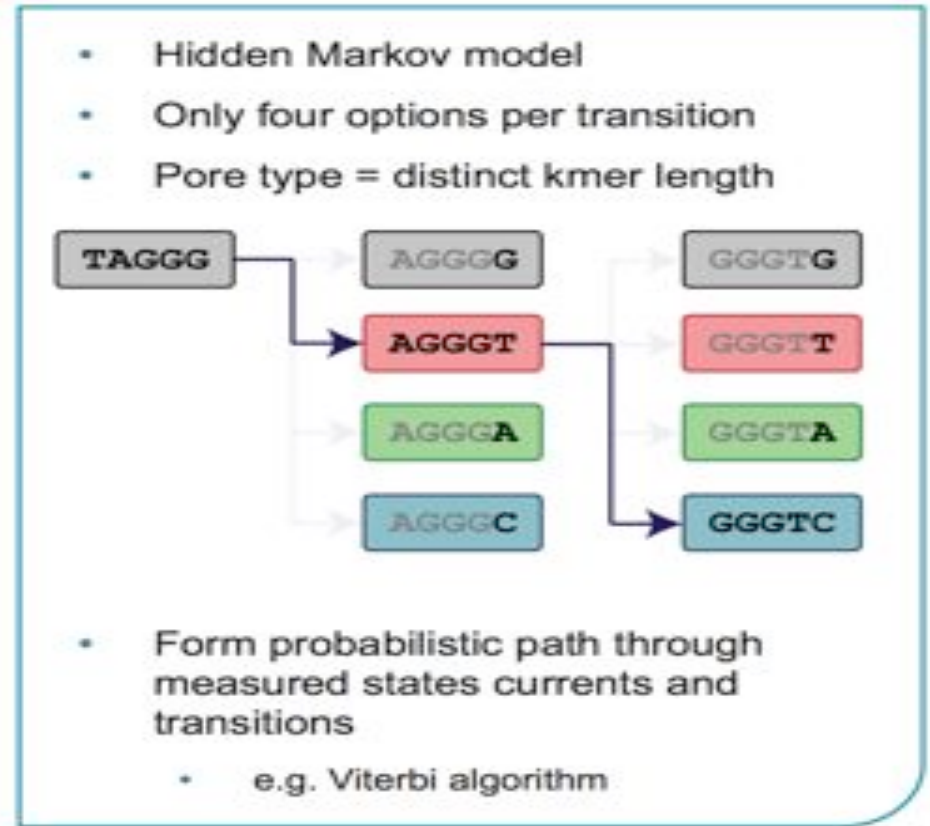 Hidden Markov model
Only four options per transition
Pore type = distinct kmer length
TAGGG AGGGG GGGTG
AGGGT GGGTT
AGGGA GGGTA
AGGGC GGGTC
Form probabilistic path through
measured states currents and
transitions
e.g. Viterbi algorithm